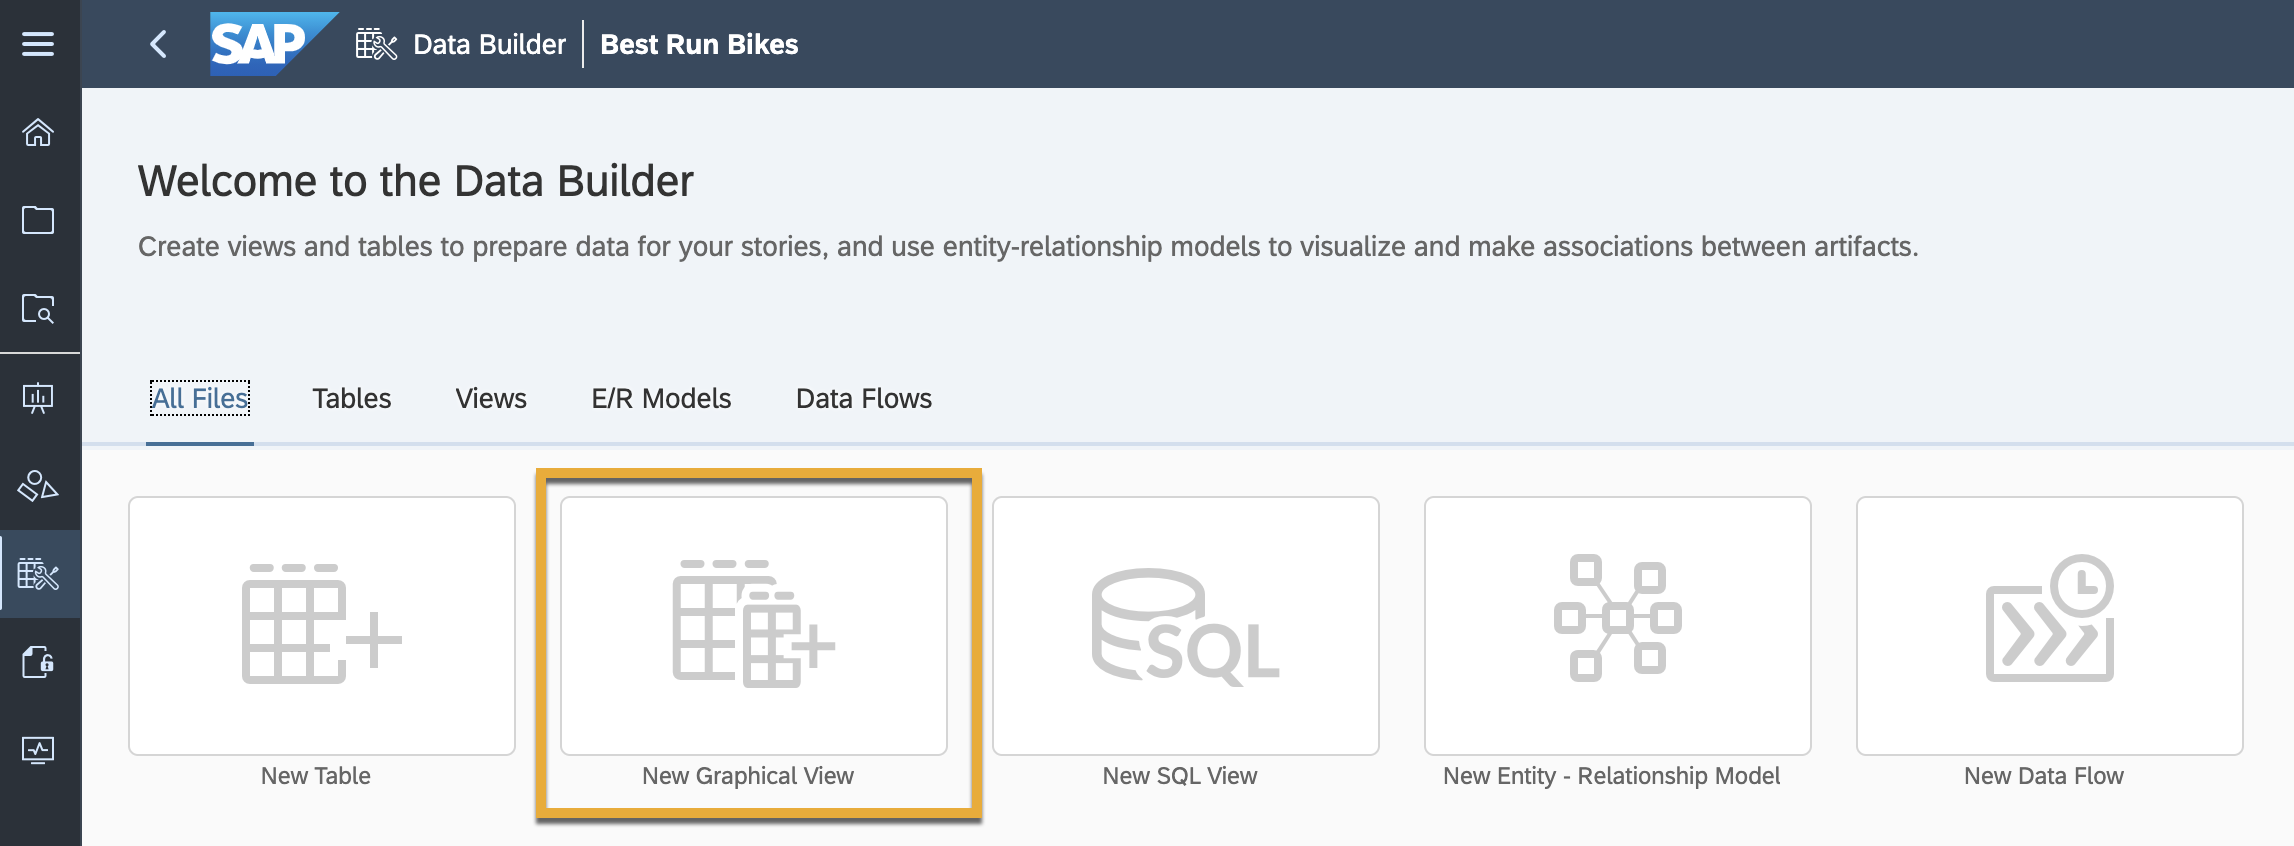 SAP Data Builder Best Run Bikes
Welcome to the Data Builder
Create views and tables to prepare data for your stories, and use entity-relationship models to visualize and make associations between artifacts.
All Files Tables Views E/R Models Data Flows
SQL
New Table New Graphical View New SQL View New Entity - Relationship Model New Data Flow